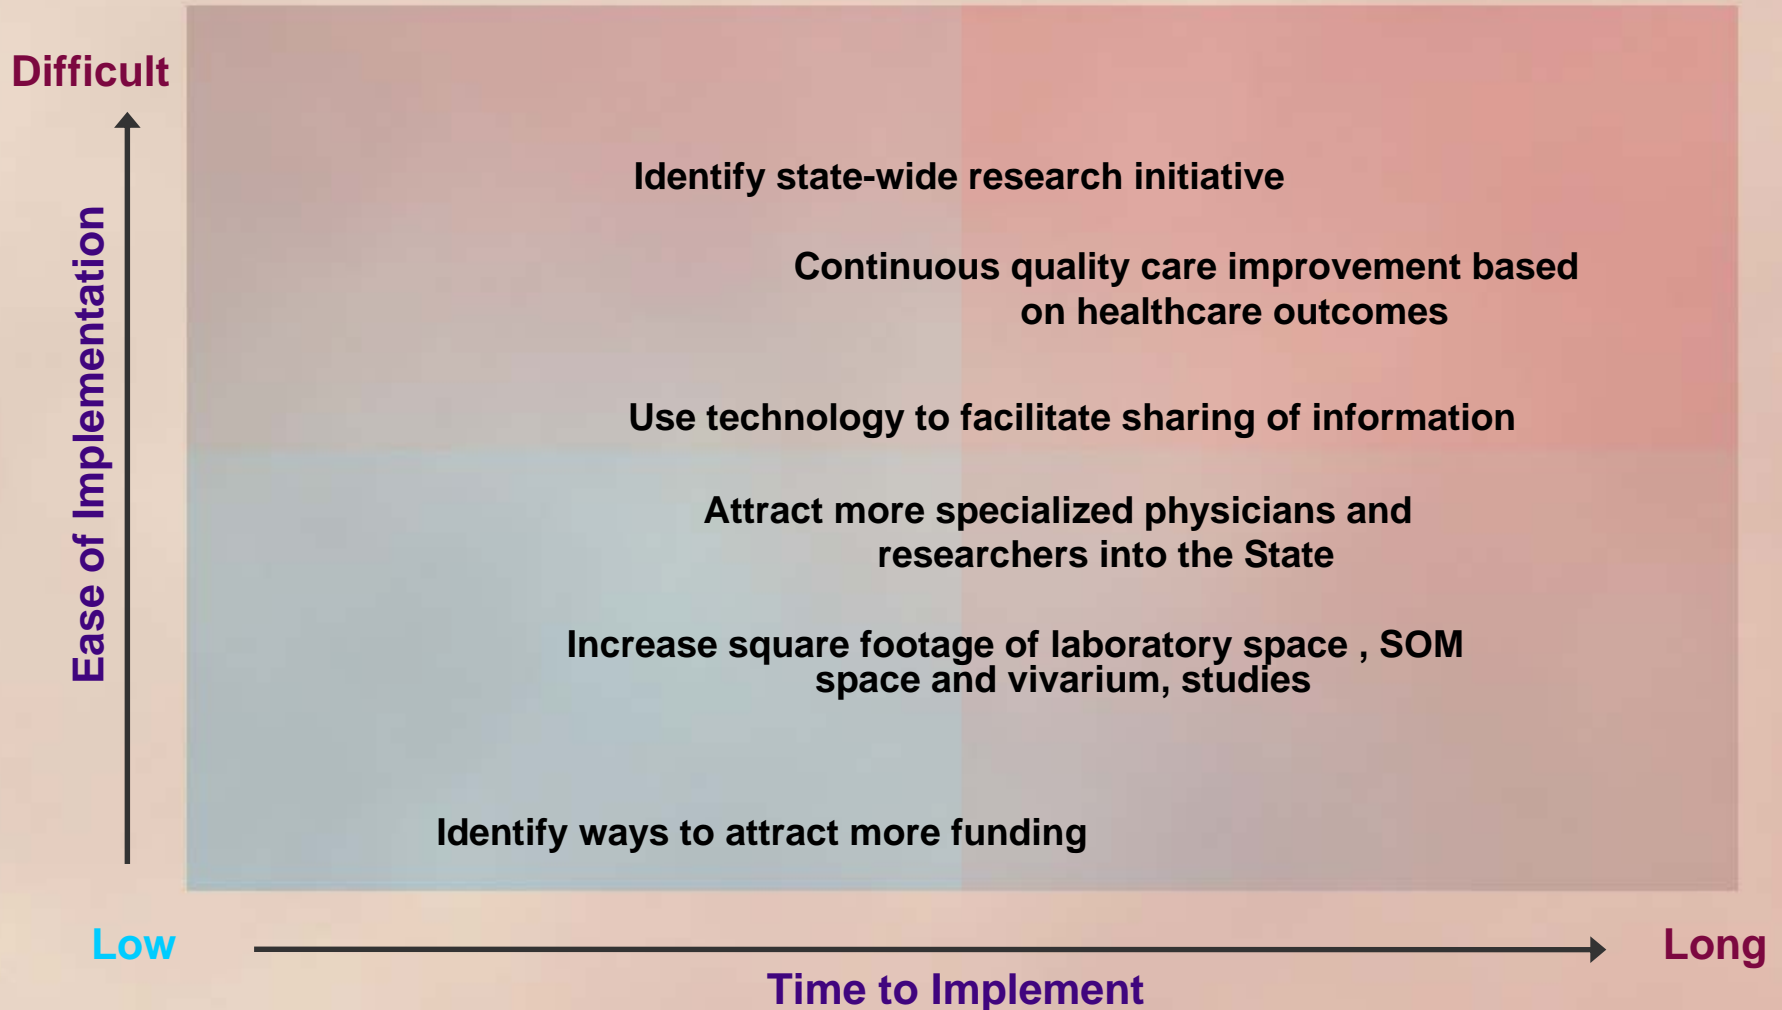 Difficult
Ease of Implementation
Identify state-wide research initiative
Continuous quality care improvement based
on healthcare outcomes
Use technology to facilitate sharing of information
Attract more specialized physicians and
researchers into the State
Increase square footage of laboratory space , SOM
space and vivarium, studies
Identify ways to attract more funding
Low
Long
Time to Implement